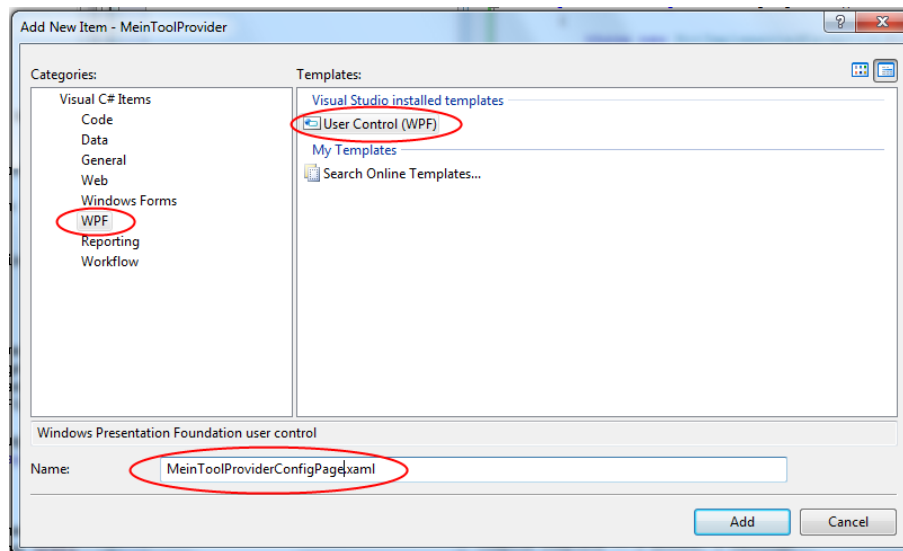 Add New Item - MeinToolProvider
Categories:
Templates:
Visual C# Items
Code
Data
General
Web
Windows Forms
WPF
Reporting
Workflow
Visual Studio installed templates
User Control (WPF)
My Templates
Search Online Templates...
Windows Presentation Foundation user control
Name:
MeinToolProviderConfigPage.xaml
Add
Cancel